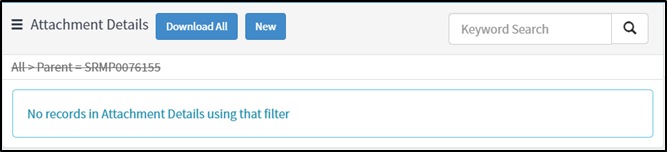 Attachment Details Download All New Keyword Search
All > Parent = SRMP0076155
No records in Attachment Details using that filter